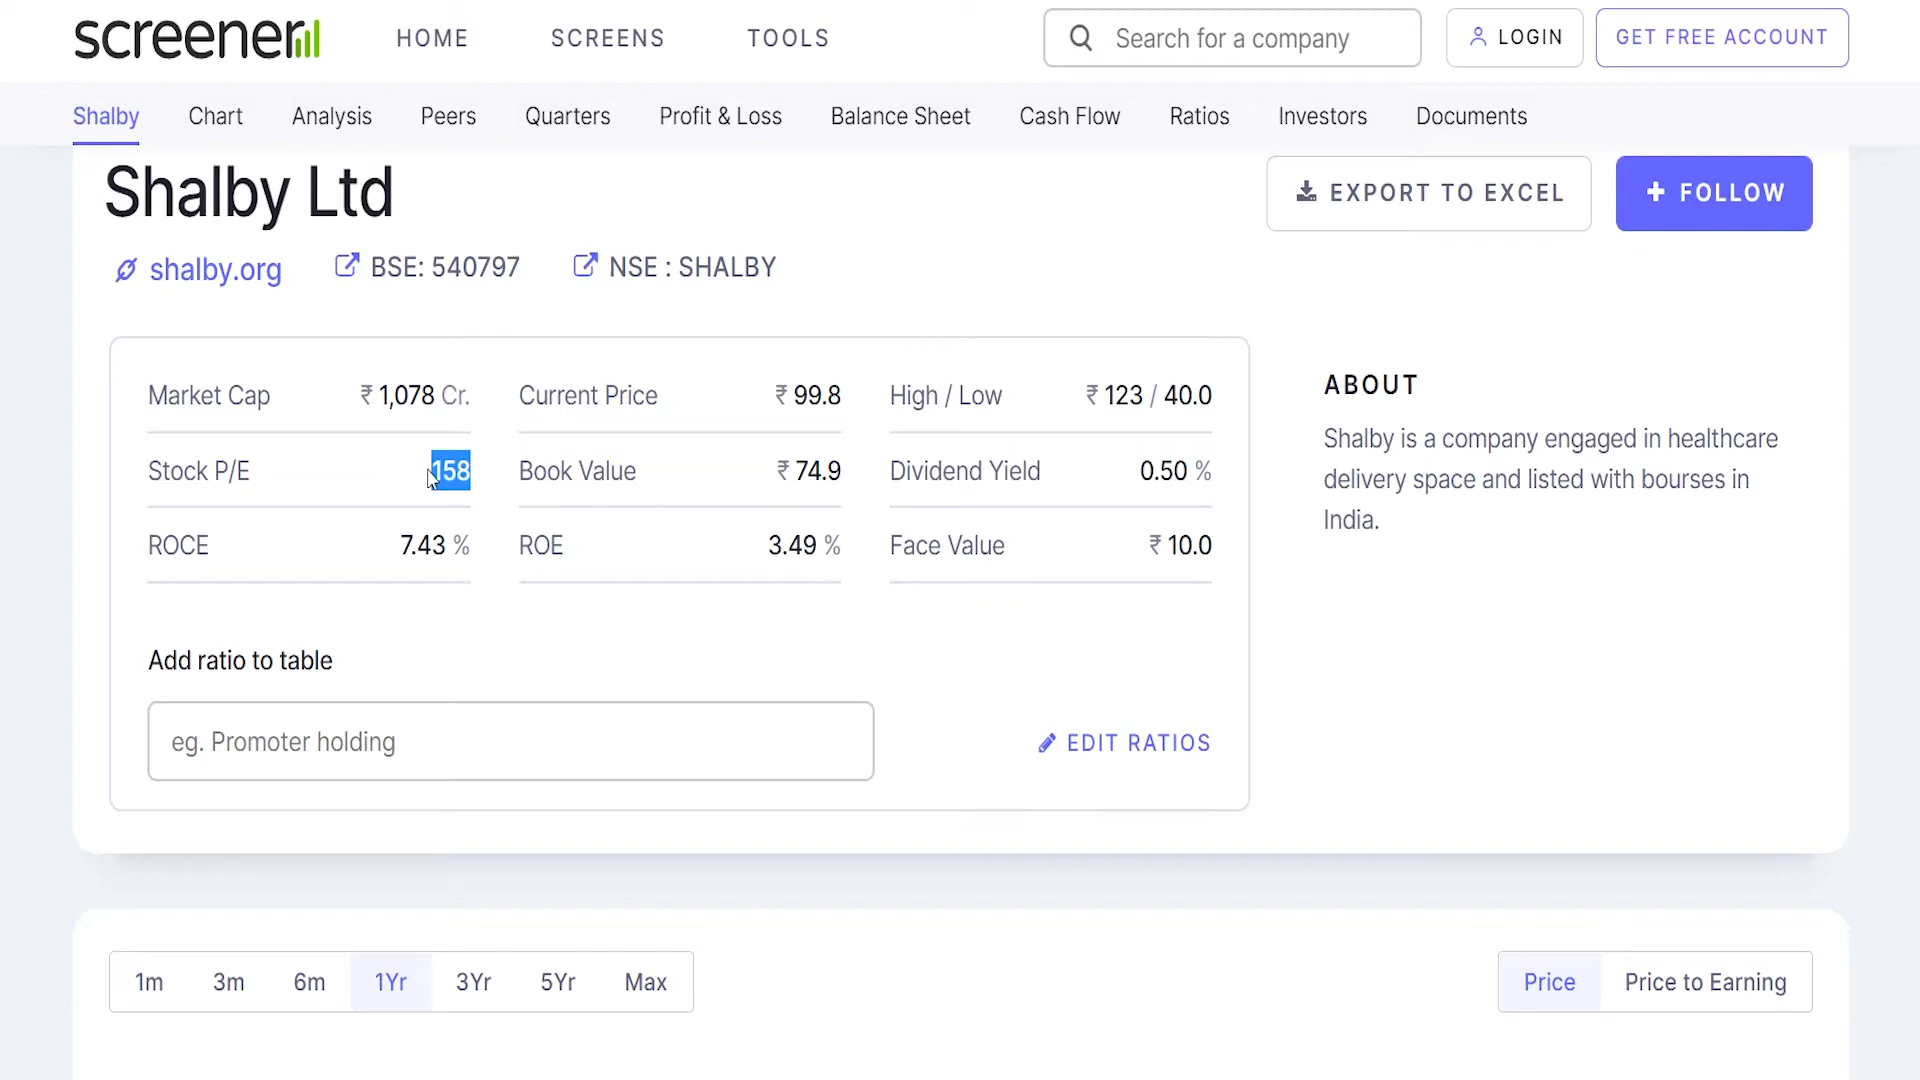 screener
HOME SCREENS TOOLS Search for a company LOGIN GET FREE ACCOUNT
Shalby Chart Analysis Peers Quarters Profit & Loss Balance Sheet Cash Flow Ratios Investors Documents
Shalby Ltd
EXPORT TO EXCEL + FOLLOW
shalby.org BSE: 540797 NSE : SHALBY
Market Cap ₹ 1,078 Cr. Current Price ₹ 99.8 High / Low ₹ 123 / 40.0
Stock P/E 158 Book Value ₹ 74.9 Dividend Yield 0.50 %
ROCE 7.43 % ROE 3.49 % Face Value ₹ 10.0
Add ratio to table
eg. Promoter holding
EDIT RATIOS
ABOUT
Shalby is a company engaged in healthcare
delivery space and listed with bourses in
India.
1m 3m 6m 1Yr 3Yr 5Yr Max
Price Price to Earning